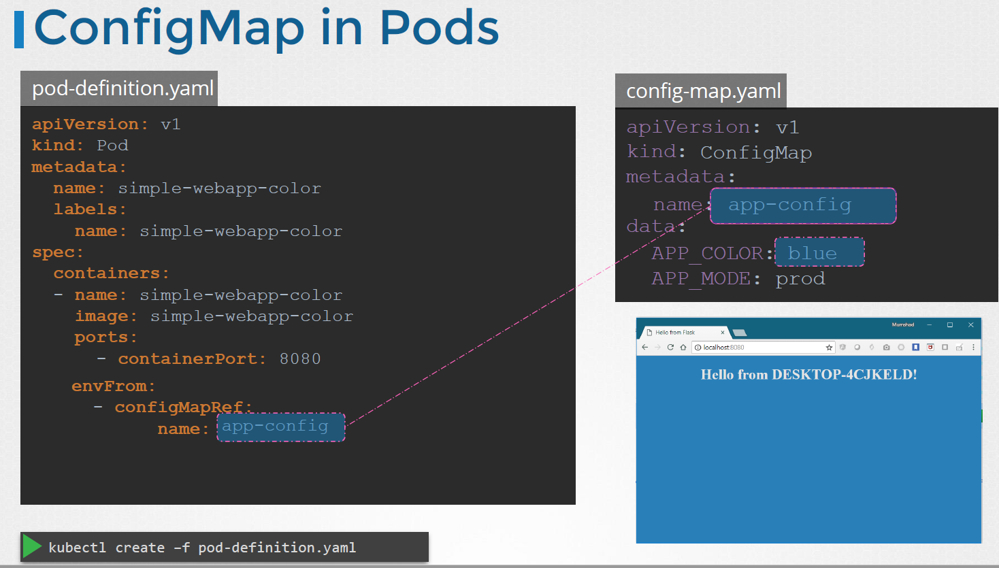 ConfigMap in Pods
pod-definition.yaml
apiVersion: v1
kind: Pod
metadata:
  name: simple-webapp-color
  labels:
    name: simple-webapp-color
spec:
  containers:
  - name: simple-webapp-color
    image: simple-webapp-color
    ports:
      - containerPort: 8080
    envFrom:
      - configMapRef:
            name: app-config
kubectl create –f pod-definition.yaml
config-map.yaml
apiVersion: v1
kind: ConfigMap
metadata:
  name: app-config
data:
  APP_COLOR: blue
  APP_MODE: prod
Mumshad
Hello from Flask
localhost:8080
Hello from DESKTOP-4CJKELD!